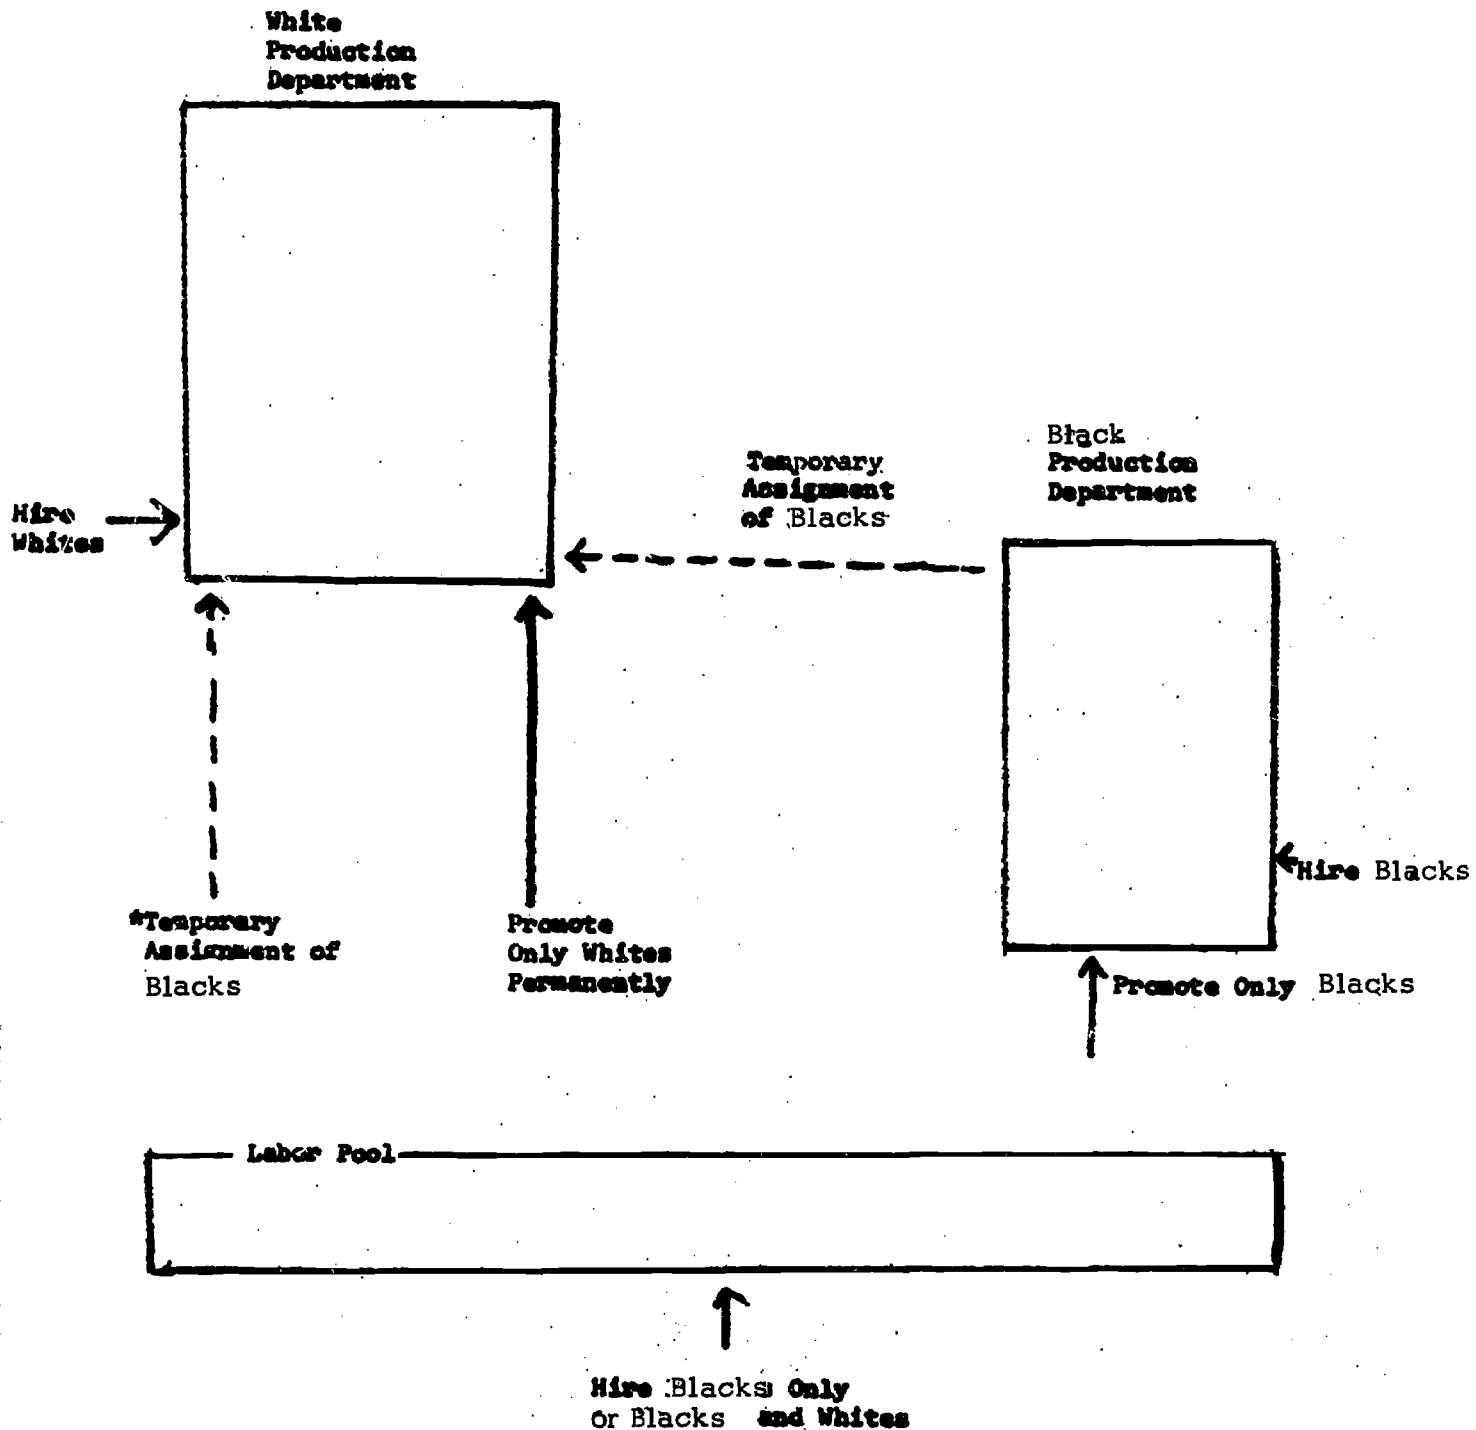 White
Production
Department
Hire
Whites
Temporary
Assignment
of Blacks
Black
Production
Department
Hire Blacks
*Temporary
Assignment of
Blacks
Promote
Only Whites
Permanently
Promote Only Blacks
Labor Pool
Hire Blacks Only
or Blacks and Whites